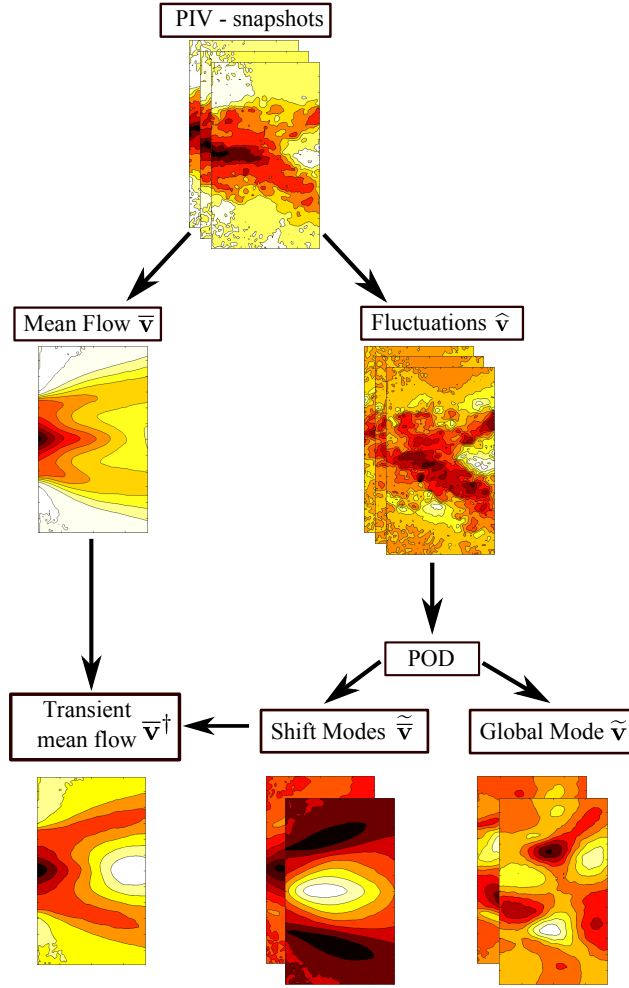 PIV - snapshots
Mean Flow v̅
Fluctuations v̂
POD
Transient
mean flow v̅†
Shift Modes ṽ̅
Global Mode ṽ